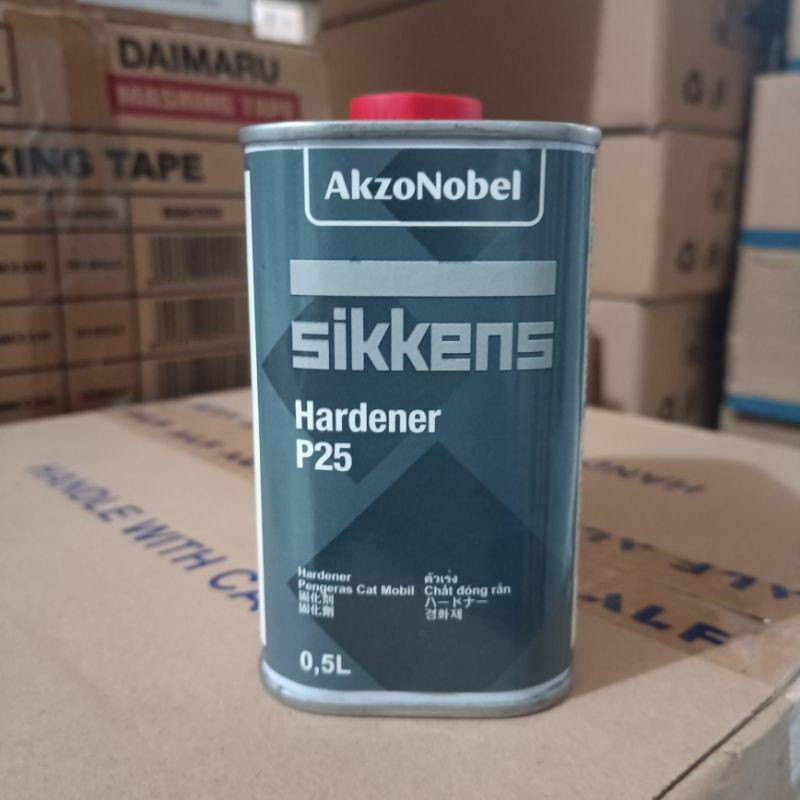 DAIMARU
MASKING TAPE
KING TAPE
AkzoNobel
sikkens
Hardener
P25
Hardener
Pengeras Cat Mobil
固化剂
固化劑
ตัวเร่ง
Chất đóng rắn
ハードナー
경화제
0,5L
HANDLE WITH CA